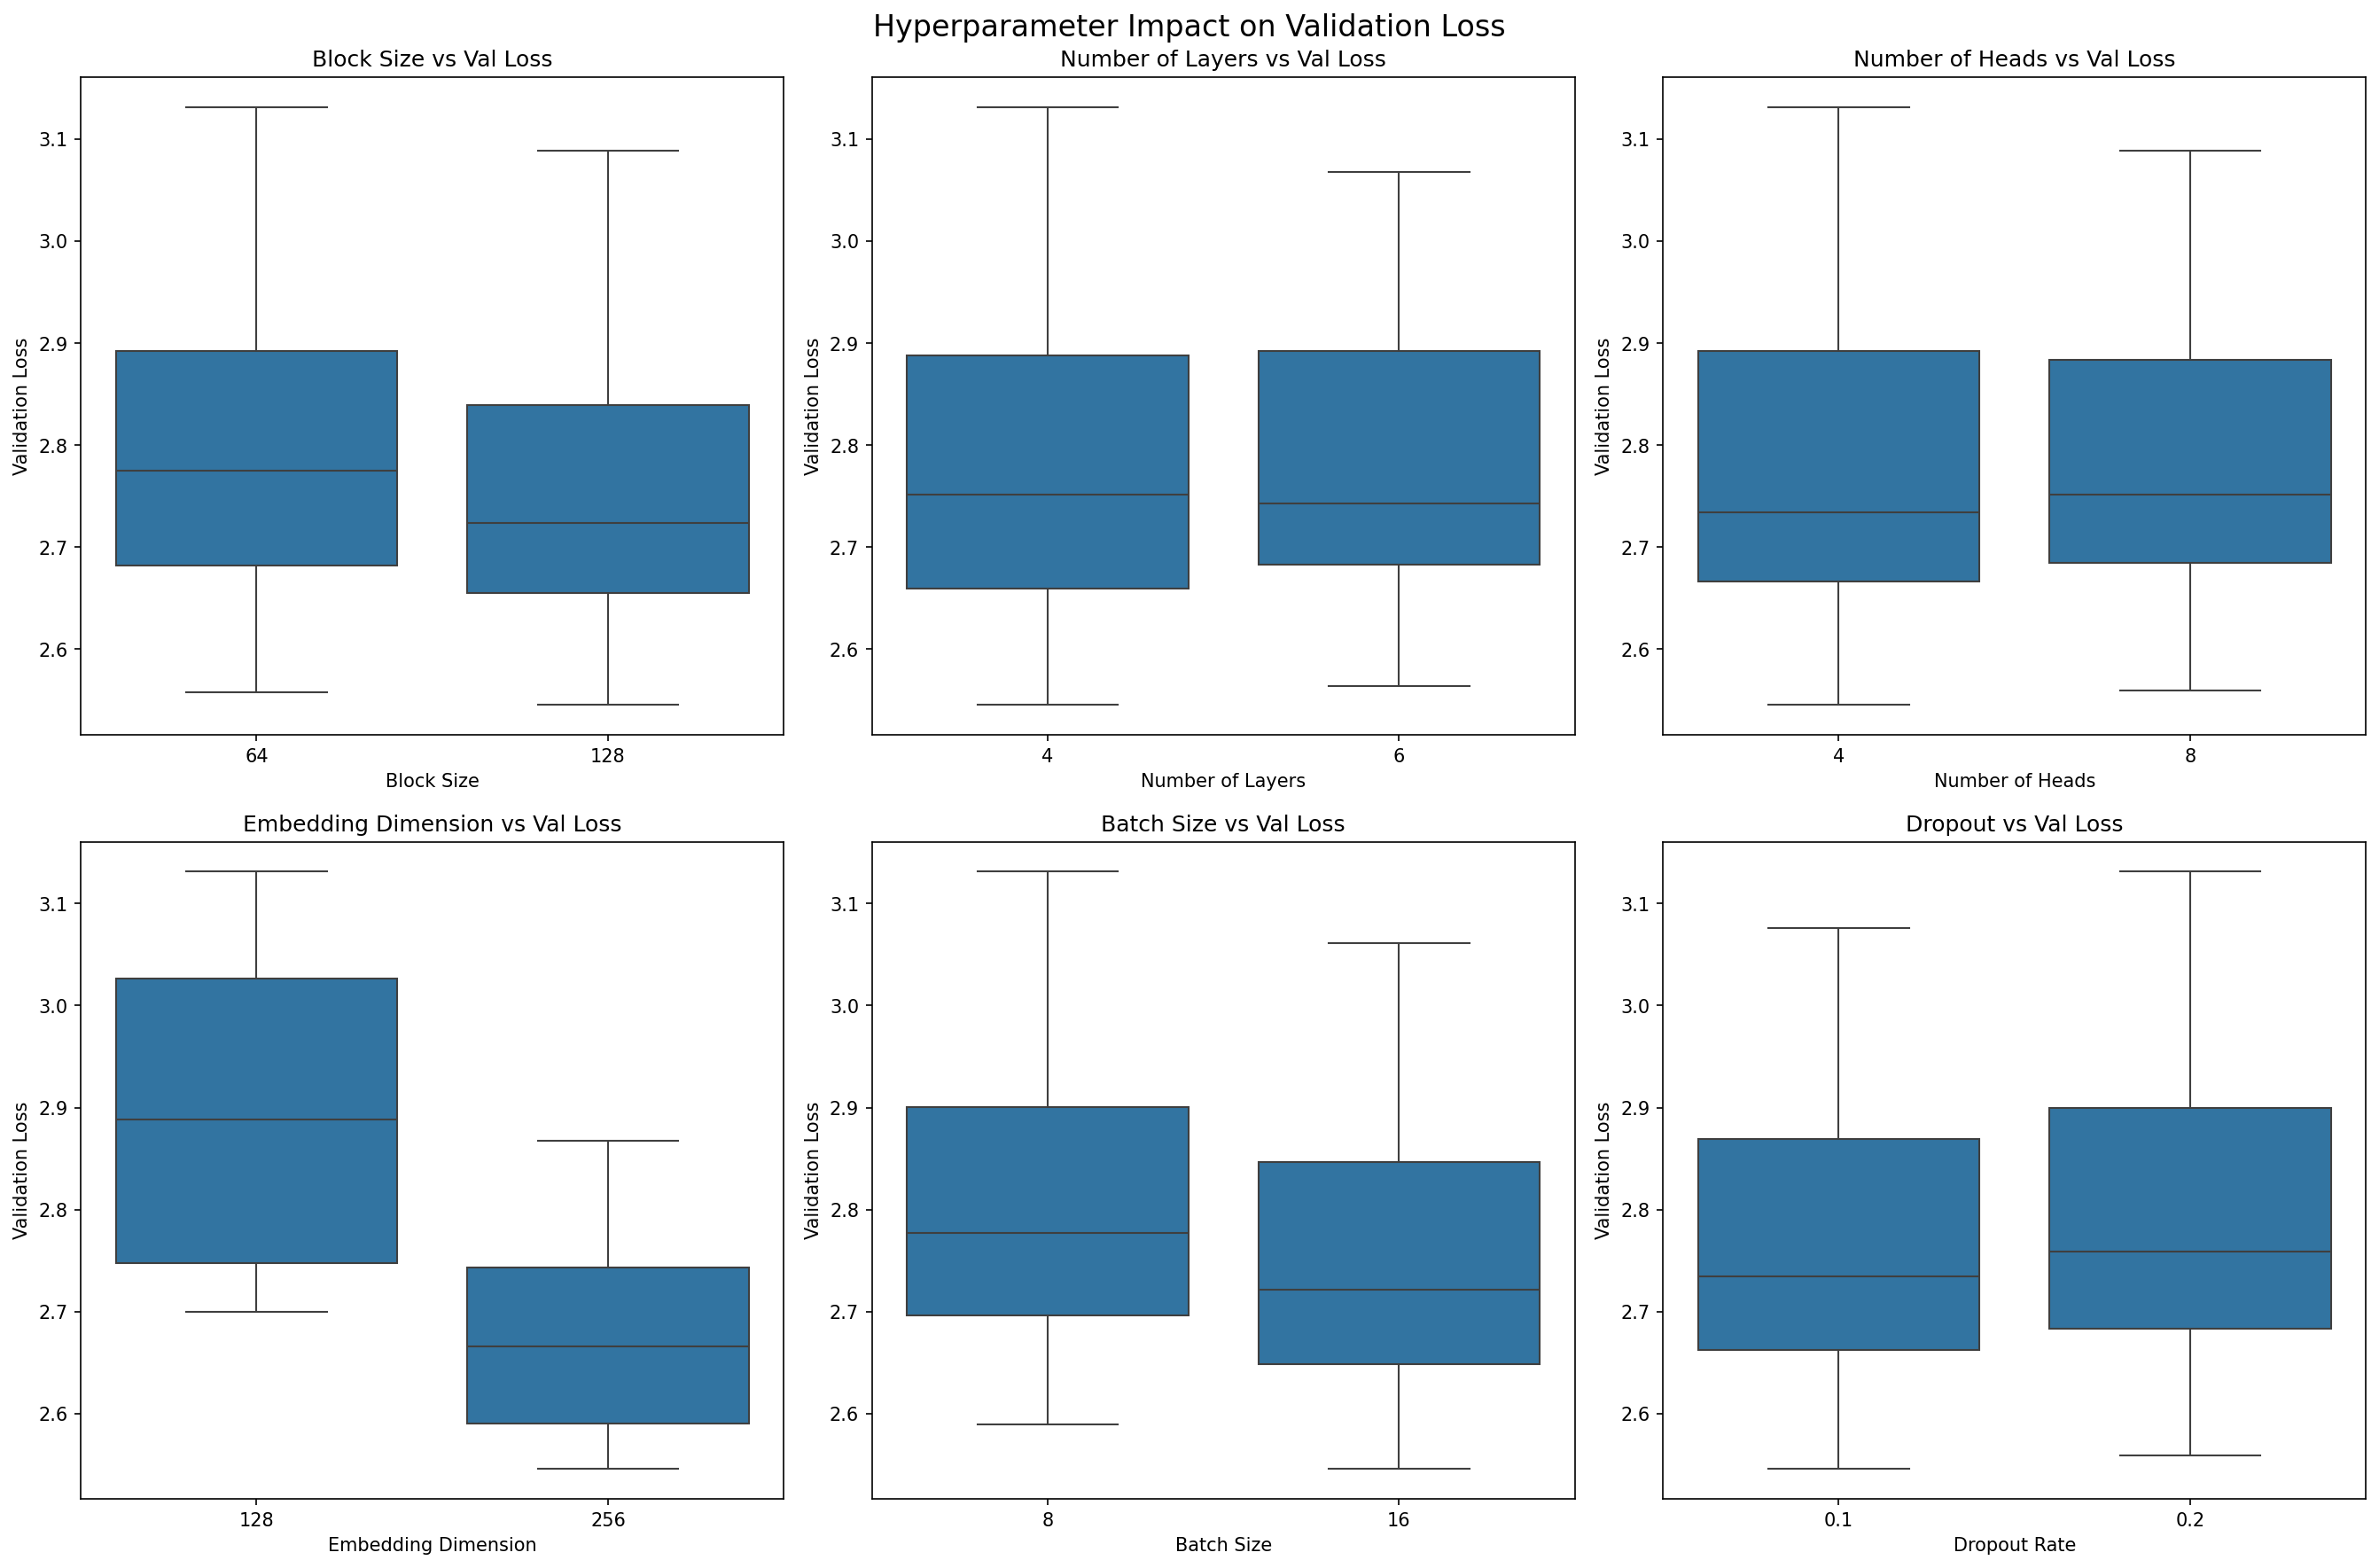 Hyperparameter Impact on Validation Loss
Block Size vs Val Loss
Validation Loss
3.1
3.0
2.9
2.8
2.7
2.6
64
128
Block Size
Number of Layers vs Val Loss
Validation Loss
3.1
3.0
2.9
2.8
2.7
2.6
4
6
Number of Layers
Number of Heads vs Val Loss
Validation Loss
3.1
3.0
2.9
2.8
2.7
2.6
4
8
Number of Heads
Embedding Dimension vs Val Loss
Validation Loss
3.1
3.0
2.9
2.8
2.7
2.6
128
256
Embedding Dimension
Batch Size vs Val Loss
Validation Loss
3.1
3.0
2.9
2.8
2.7
2.6
8
16
Batch Size
Dropout vs Val Loss
Validation Loss
3.1
3.0
2.9
2.8
2.7
2.6
0.1
0.2
Dropout Rate